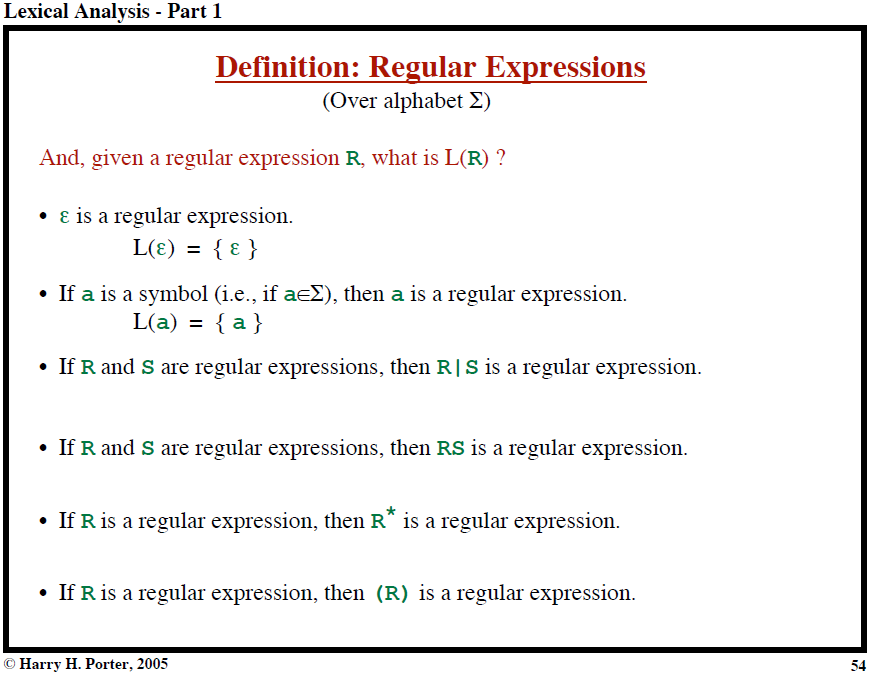 Lexical Analysis - Part 1
Definition: Regular Expressions
(Over alphabet Σ)
And, given a regular expression R, what is L(R) ?
• ε is a regular expression.
L(ε) = { ε }
• If a is a symbol (i.e., if a∈Σ), then a is a regular expression.
L(a) = { a }
• If R and S are regular expressions, then R|S is a regular expression.
• If R and S are regular expressions, then RS is a regular expression.
• If R is a regular expression, then R* is a regular expression.
• If R is a regular expression, then (R) is a regular expression.
© Harry H. Porter, 2005
54